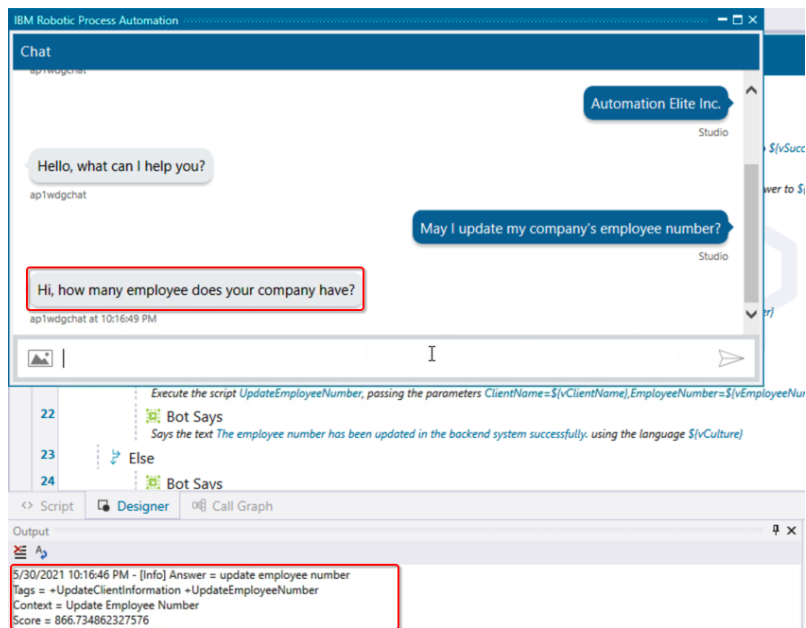 IBM Robotic Process Automation
Chat
ap1wdgchat
Automation Elite Inc.
Studio
Hello, what can I help you?
ap1wdgchat
May I update my company's employee number?
Studio
Hi, how many employee does your company have?
ap1wdgchat at 10:16:49 PM
${vSucc
wer to ${
er}
Execute the script UpdateEmployeeNumber, passing the parameters ClientName=${vClientName},EmployeeNumber=${vEmployeeNur
22 Bot Says
Says the text The employee number has been updated in the backend system successfully. using the language ${vCulture}
23 Else
24 Bot Says
Script Designer Call Graph
Output
5/30/2021 10:16:46 PM - [Info] Answer = update employee number
Tags = +UpdateClientInformation +UpdateEmployeeNumber
Context = Update Employee Number
Score = 866.734862327576